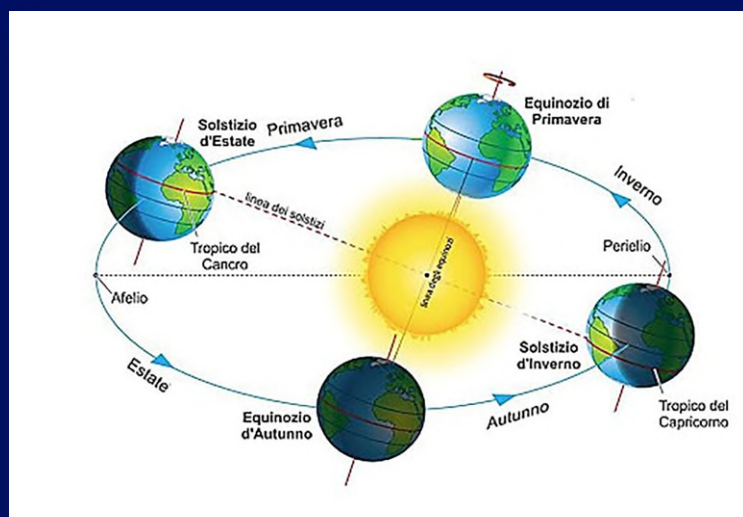 Equinozio di
Primavera
Primavera
Solstizio
d'Estate
Inverno
linea dei solstizi
Tropico del
Cancro
linea degli equinozi
Perielio
Afelio
Solstizio
d'Inverno
Estate
Equinozio
d'Autunno
Autunno
Tropico del
Capricorno